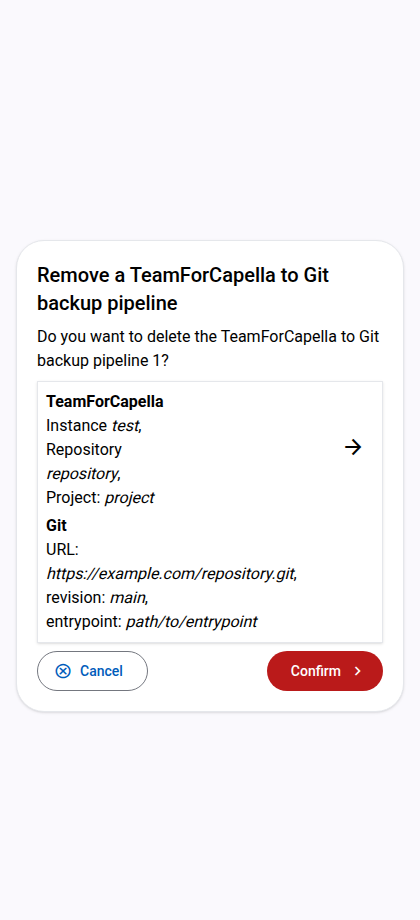 Remove a TeamForCapella to Git
backup pipeline
Do you want to delete the TeamForCapella to Git
backup pipeline 1?
TeamForCapella
Instance test,
Repository
repository,
Project: project
Git
URL:
https://example.com/repository.git,
revision: main,
entrypoint: path/to/entrypoint
Cancel
Confirm